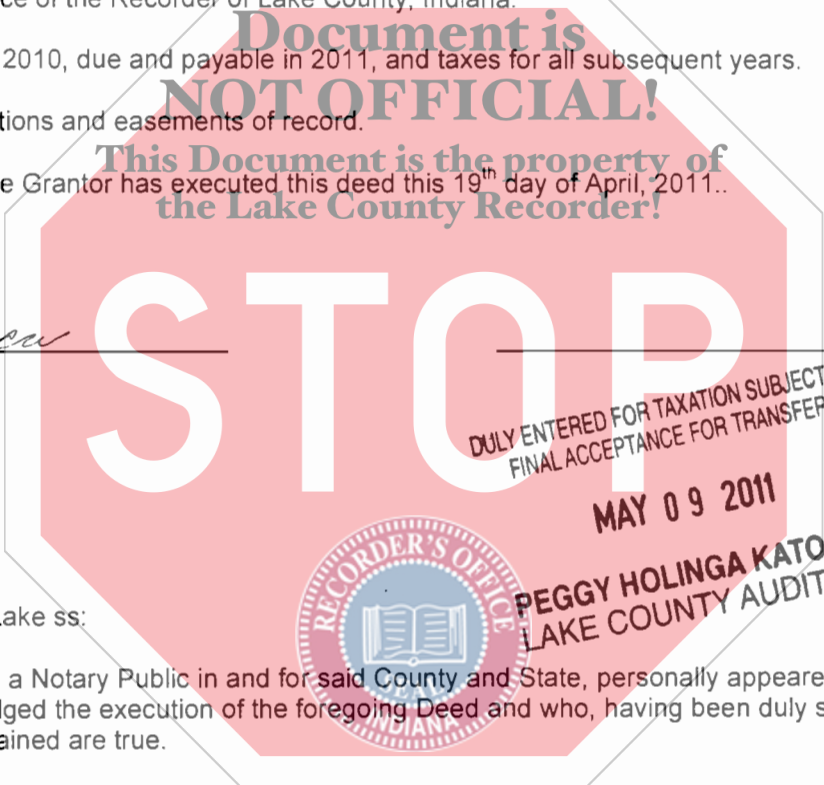 ce of the Recorder of Lake County, Indiana.
Document is
2010, due and payable in 2011, and taxes for all subsequent years.
NOT OFFICIAL!
tions and easements of record.
This Document is the property of
e Grantor has executed this deed this 19th day of April, 2011..
the Lake County Recorder!
STOP
DULY ENTERED FOR TAXATION SUBJECT
FINAL ACCEPTANCE FOR TRANSFER
MAY 09 2011
PEGGY HOLINGA KATO
LAKE COUNTY AUDIT
RECORDER'S OFFICE
SEAL
INDIANA
Lake ss:
a Notary Public in and for said County and State, personally appeare
lged the execution of the foregoing Deed and who, having been duly s
ained are true.